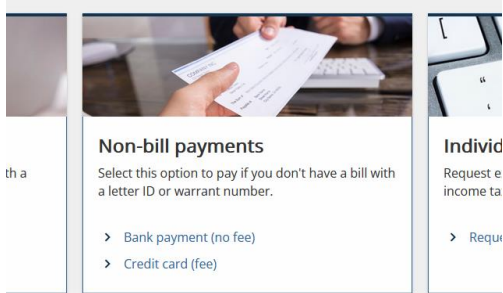 th a
Non-bill payments
Select this option to pay if you don't have a bill with
a letter ID or warrant number.
Bank payment (no fee)
Credit card (fee)
Individ
Request e
income ta
Reque